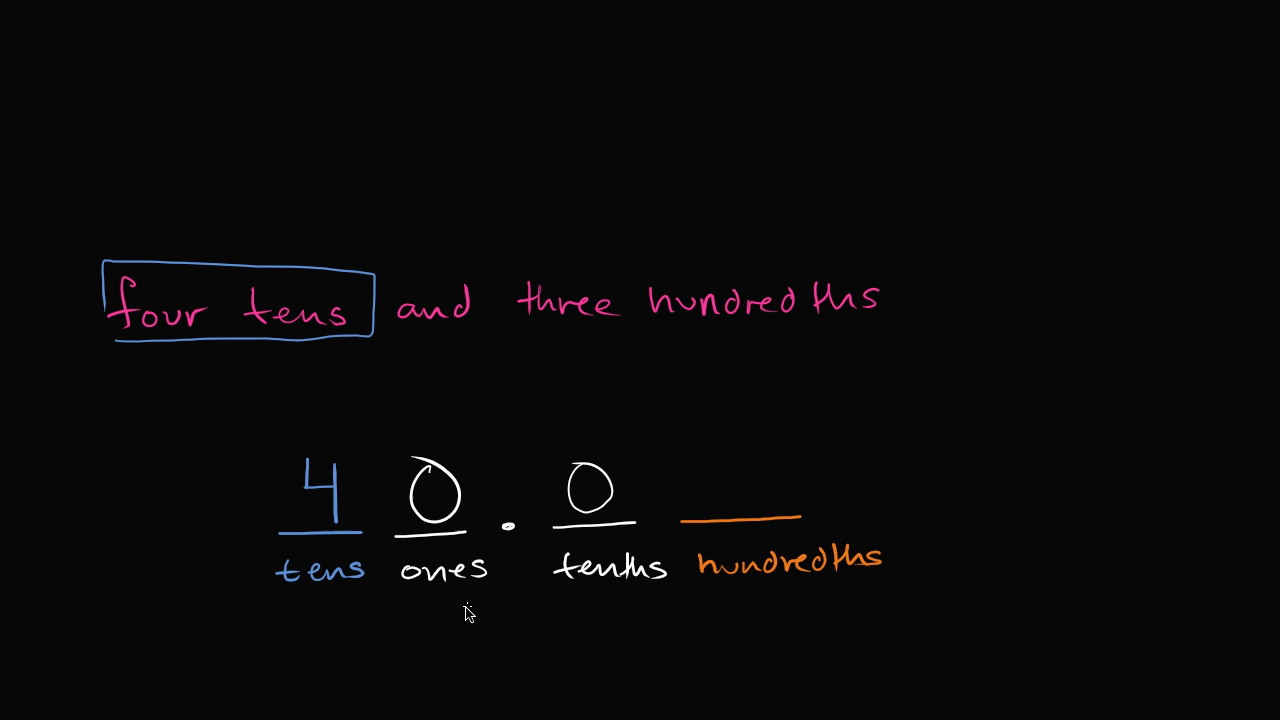 four tens and three hundredths
4 0 . 0
tens ones tenths hundredths